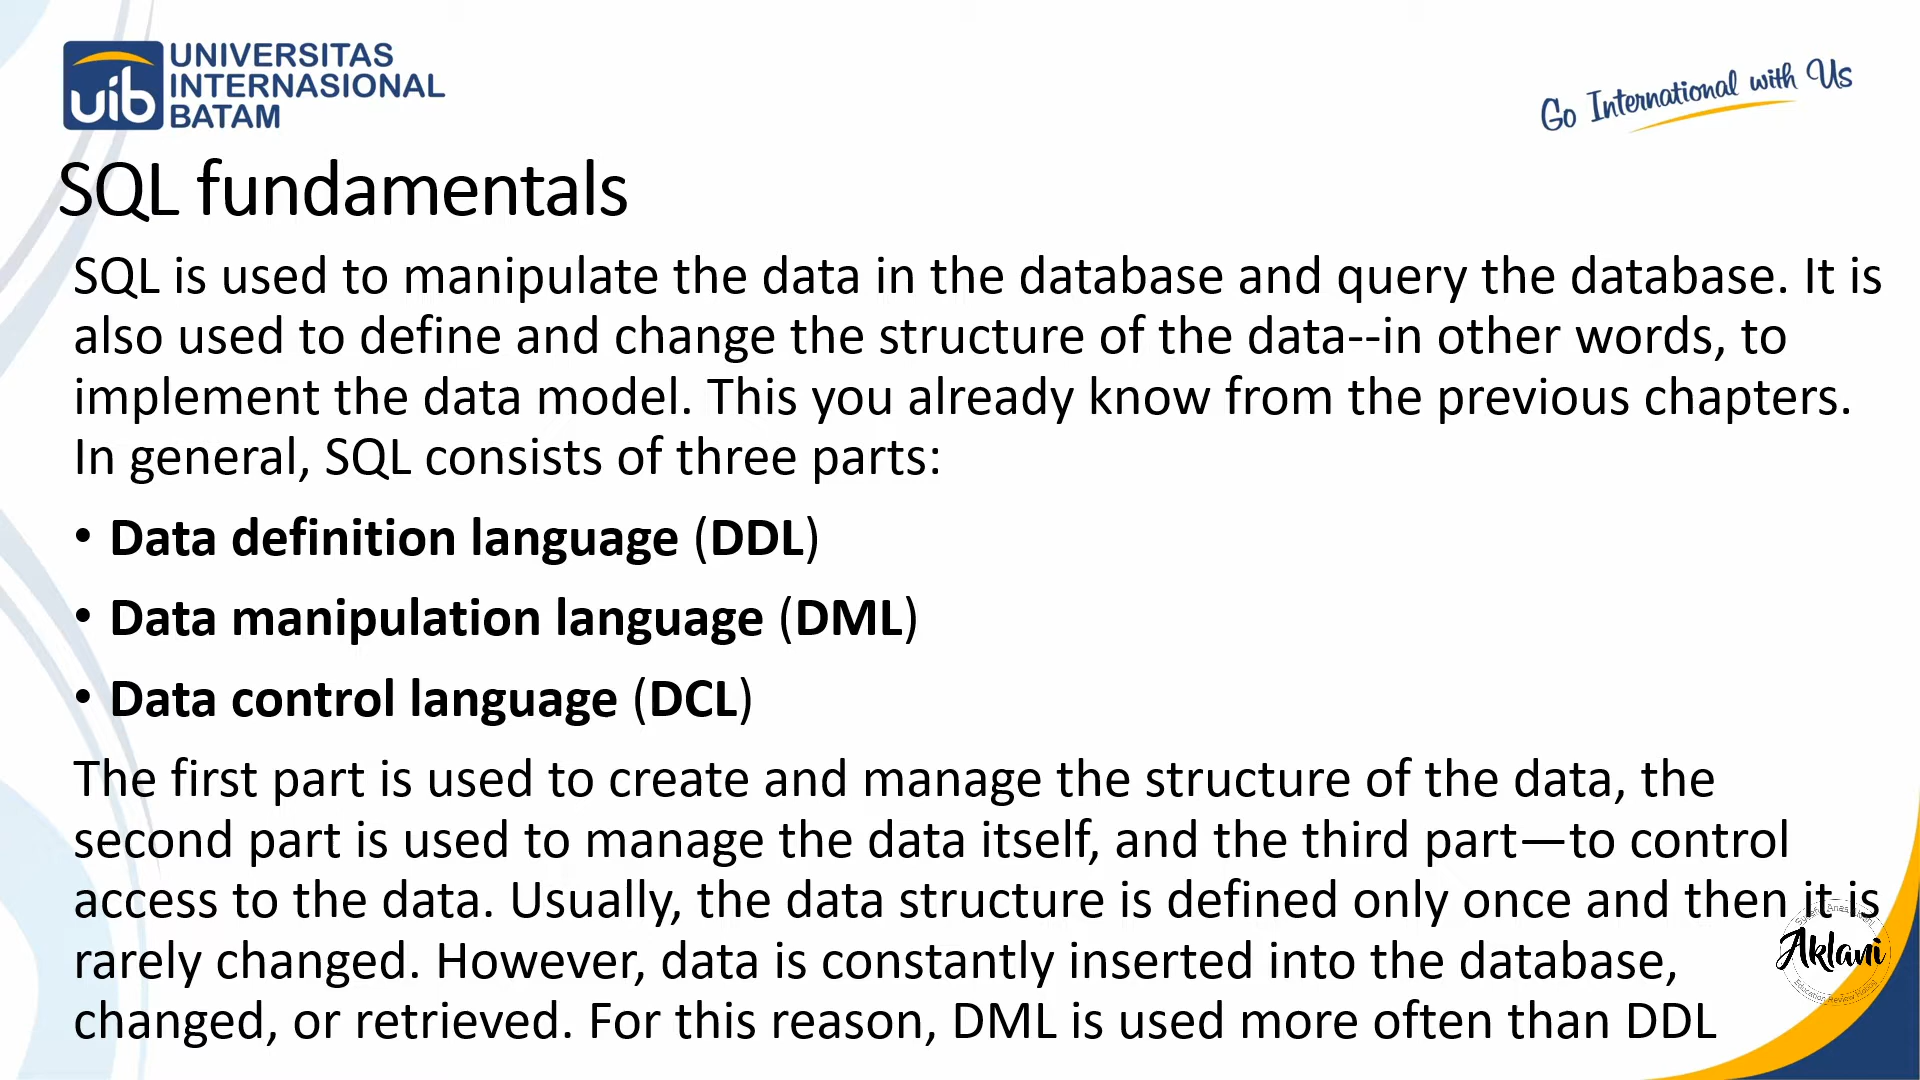 UNIVERSITAS
INTERNASIONAL
BATAM
uib
Go International with Us
SQL fundamentals
SQL is used to manipulate the data in the database and query the database. It is
also used to define and change the structure of the data--in other words, to
implement the data model. This you already know from the previous chapters.
In general, SQL consists of three parts:
• Data definition language (DDL)
• Data manipulation language (DML)
• Data control language (DCL)
The first part is used to create and manage the structure of the data, the
second part is used to manage the data itself, and the third part—to control
access to the data. Usually, the data structure is defined only once and then it is
rarely changed. However, data is constantly inserted into the database,
changed, or retrieved. For this reason, DML is used more often than DDL
Aklani